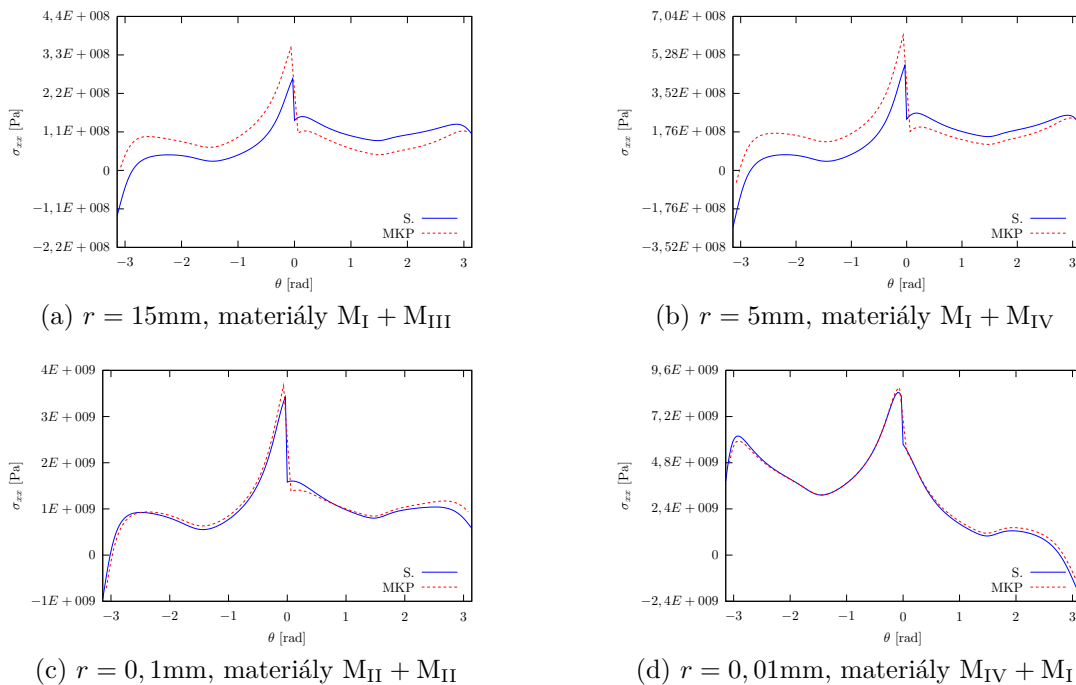 4,4E + 008
3,3E + 008
2,2E + 008
1,1E + 008
0
−1,1E + 008
−2,2E + 008
σxx [Pa]
S.
MKP
−3 −2 −1 0 1 2 3
θ [rad]
(a) r = 15mm, materiály MI + MIII
7,04E + 008
5,28E + 008
3,52E + 008
1,76E + 008
0
−1,76E + 008
−3,52E + 008
σxx [Pa]
S.
MKP
−3 −2 −1 0 1 2 3
θ [rad]
(b) r = 5mm, materiály MI + MIV
4E + 009
3E + 009
2E + 009
1E + 009
0
−1E + 009
σxx [Pa]
S.
MKP
−3 −2 −1 0 1 2 3
θ [rad]
(c) r = 0, 1mm, materiály MII + MII
9,6E + 009
7,2E + 009
4,8E + 009
2,4E + 009
0
−2,4E + 009
σxx [Pa]
S.
MKP
−3 −2 −1 0 1 2 3
θ [rad]
(d) r = 0, 01mm, materiály MIV + MI